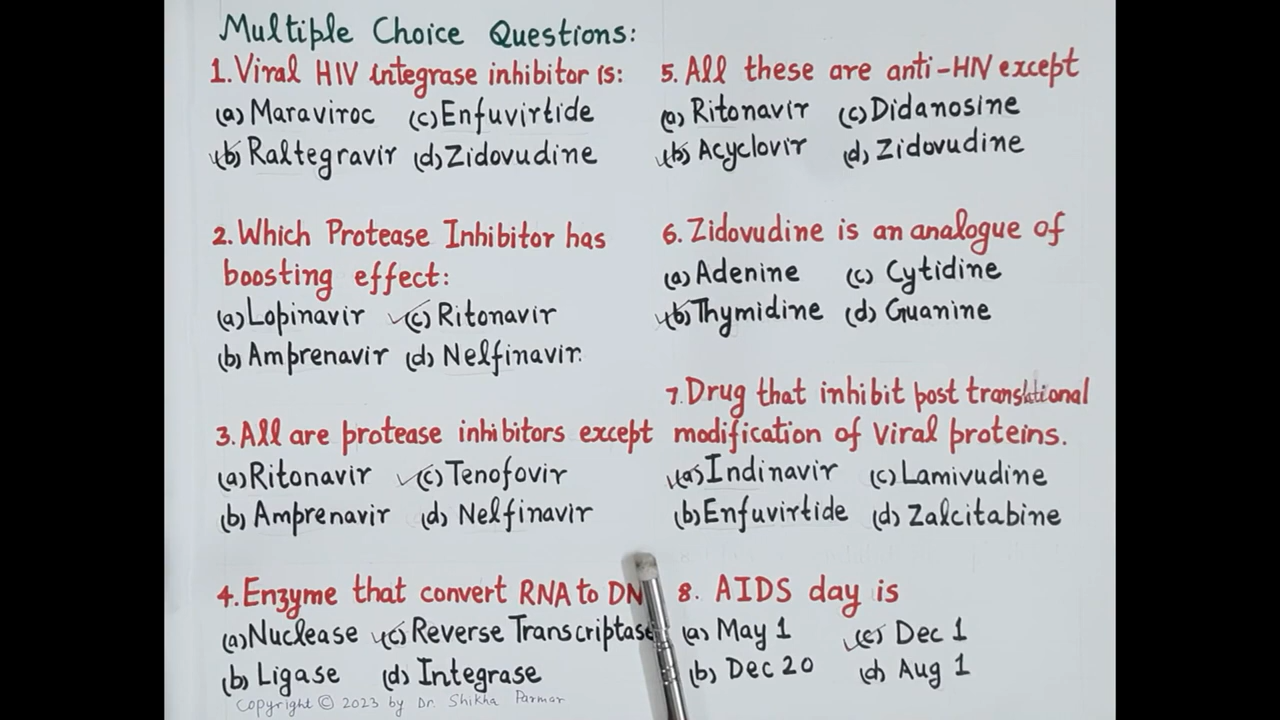 Multiple Choice Questions:
1. Viral HIV integrase inhibitor is:
(a) Maraviroc (c) Enfuvirtide
(b) Raltegravir (d) Zidovudine
2. Which Protease Inhibitor has
boosting effect:
(a) Lopinavir (c) Ritonavir
(b) Amprenavir (d) Nelfinavir.
3. All are protease inhibitors except
(a) Ritonavir (c) Tenofovir
(b) Amprenavir (d) Nelfinavir
4. Enzyme that convert RNA to DN
(a) Nuclease (c) Reverse Transcriptase
(b) Ligase (d) Integrase
Copyright © 2023 by Dr. Shikha Parmar
5. All these are anti-HIV except
(a) Ritonavir (c) Didanosine
(b) Acyclovir (d) Zidovudine
6. Zidovudine is an analogue of
(a) Adenine (c) Cytidine
(b) Thymidine (d) Guanine
7. Drug that inhibit post translational
modification of viral proteins.
(a) Indinavir (c) Lamivudine
(b) Enfuvirtide (d) Zalcitabine
8. AIDS day is
(a) May 1 (c) Dec 1
(b) Dec 20 (d) Aug 1